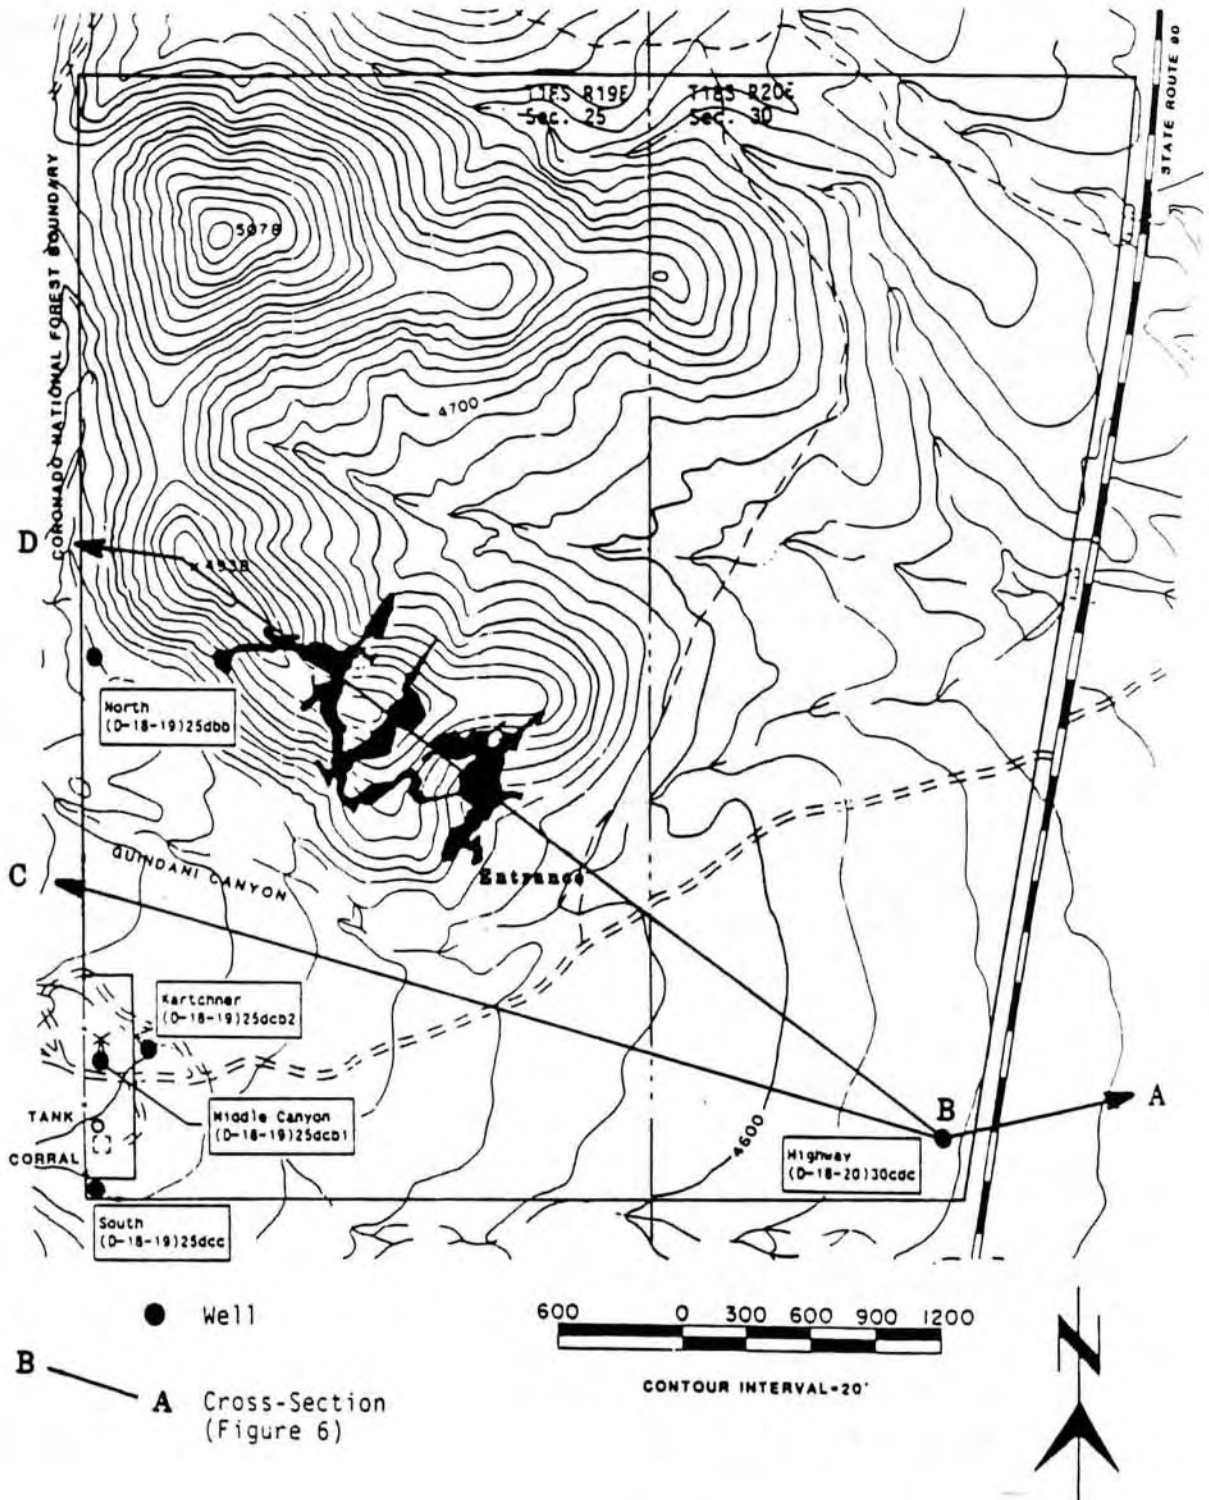 STATE ROUTE 90
T18S R19E
Sec. 25
T18S R20E
Sec. 30
CORONADO NATIONAL FOREST BOUNDARY
5078
4700
D
x 4938
North
(D-18-19)25dbb
GUINDANI CANYON
C
Entrance
Kartchner
(D-18-19)25dcb2
Middle Canyon
(D-18-19)25dcb1
TANK
CORRAL
B
A
4600
Highway
(D-18-20)30cdc
South
(D-18-19)25dcc
Well
600 0 300 600 900 1200
N
CONTOUR INTERVAL=20'
B
A Cross-Section
(Figure 6)